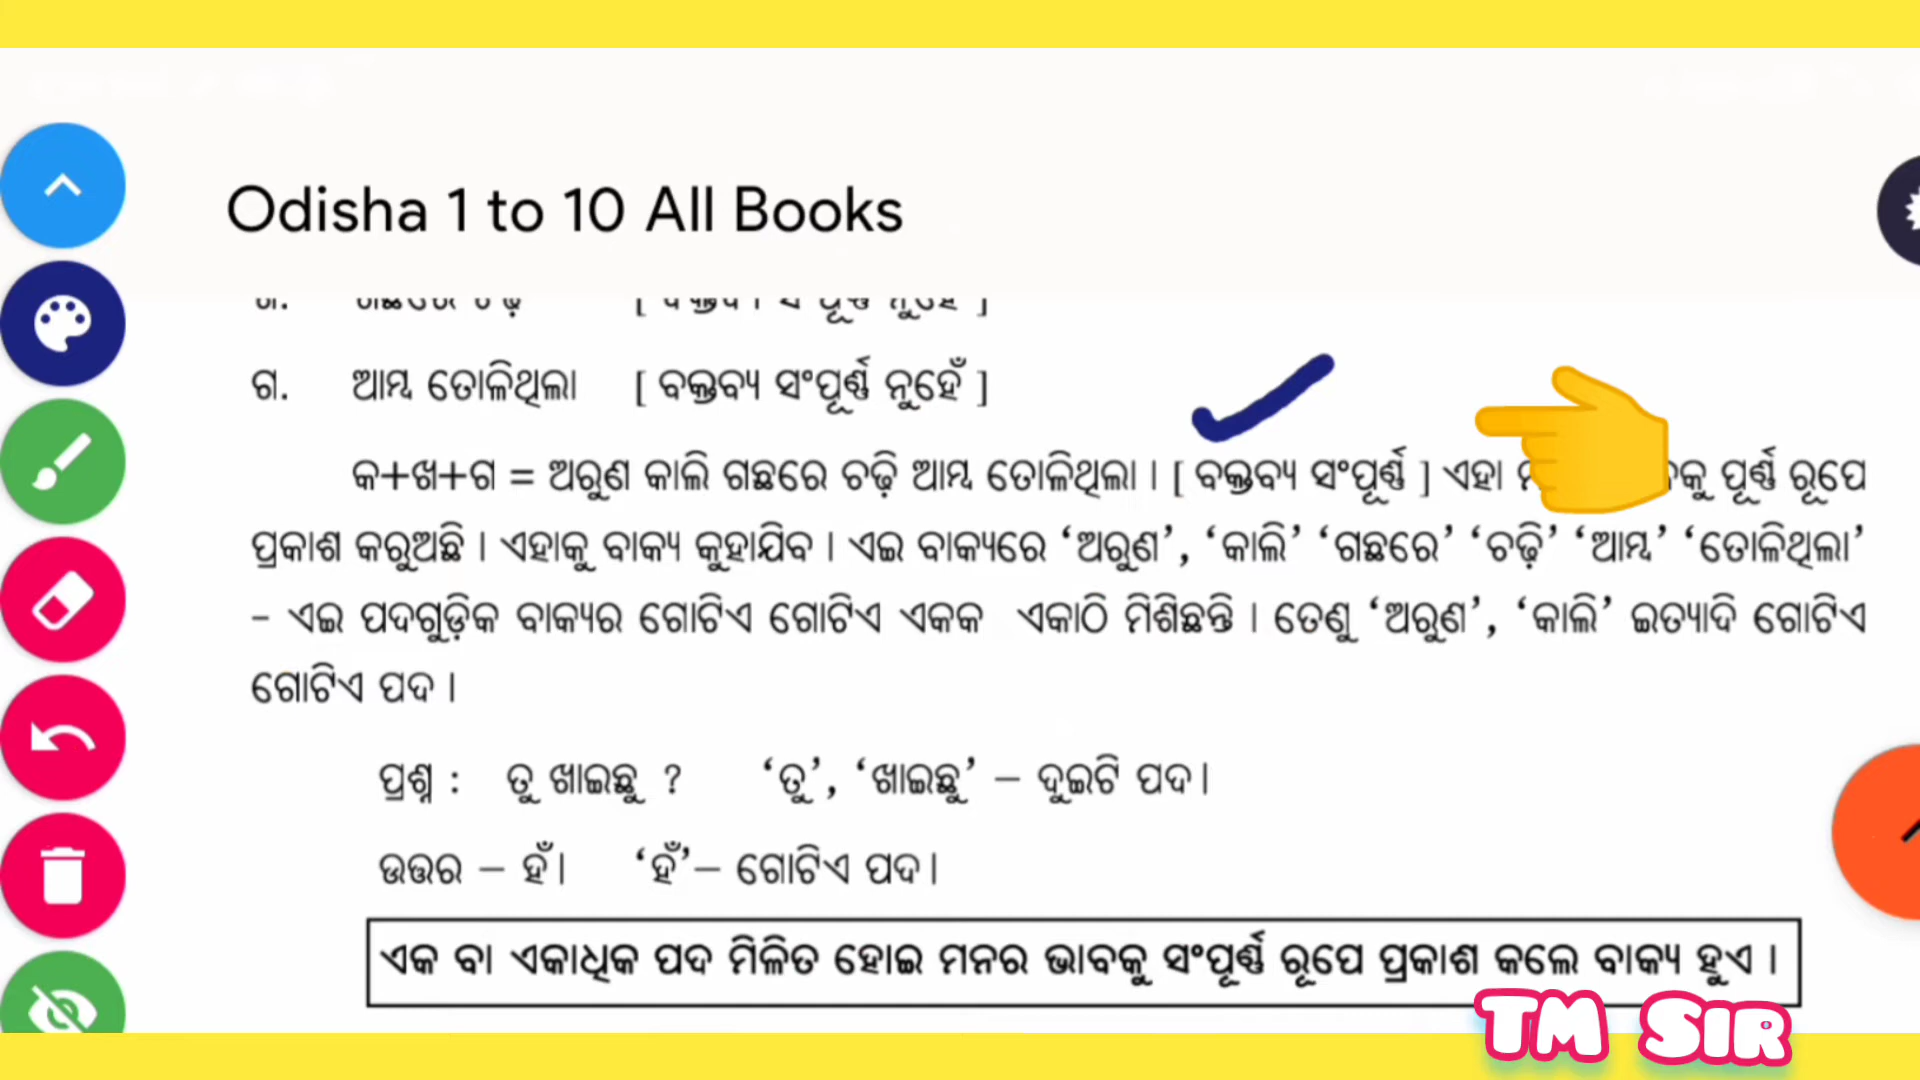 Odisha 1 to 10 All Books
ଗ. ଆମ୍ବ ତୋଳିଥିଲା [ ବକ୍ତବ୍ୟ ସଂପୂର୍ଣ୍ଣ ନୁହେଁ ]
କ+ଖ+ଗ = ଅରୁଣ କାଲି ଗଛରେ ଚଢ଼ି ଆମ୍ବ ତୋଳିଥିଲା । [ ବକ୍ତବ୍ୟ ସଂପୂର୍ଣ୍ଣ ] ଏହା ପୂର୍ଣ୍ଣ ରୂପେ
ପ୍ରକାଶ କରୁଅଛି । ଏହାକୁ ବାକ୍ୟ କୁହାଯିବ । ଏଇ ବାକ୍ୟରେ ‘ଅରୁଣ’, ‘କାଲି’ ‘ଗଛରେ’ ‘ଚଢ଼ି’ ‘ଆମ୍ବ’ ‘ତୋଳିଥିଲା’
– ଏଇ ପଦଗୁଡ଼ିକ ବାକ୍ୟର ଗୋଟିଏ ଗୋଟିଏ ଏକକ ଏକାଠି ମିଶିଛନ୍ତି । ତେଣୁ ‘ଅରୁଣ’, ‘କାଲି’ ଇତ୍ୟାଦି ଗୋଟିଏ
ଗୋଟିଏ ପଦ ।
ପ୍ରଶ୍ନ : ତୁ ଖାଇଛୁ ? ‘ତୁ’, ‘ଖାଇଛୁ’ – ଦୁଇଟି ପଦ।
ଉତ୍ତର – ହଁ। ‘ହଁ’– ଗୋଟିଏ ପଦ।
ଏକ ବା ଏକାଧିକ ପଦ ମିଳିତ ହୋଇ ମନର ଭାବକୁ ସଂପୂର୍ଣ୍ଣ ରୂପେ ପ୍ରକାଶ କଲେ ବାକ୍ୟ ହୁଏ ।
TM SIR